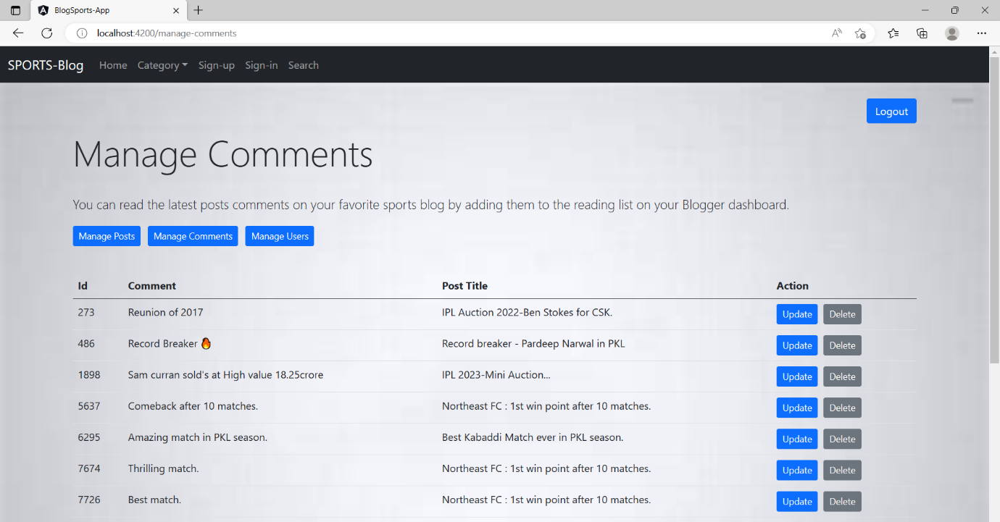 BlogSports-App
localhost:4200/manage-comments
SPORTS-Blog Home Category Sign-up Sign-in Search
Logout
Manage Comments
You can read the latest posts comments on your favorite sports blog by adding them to the reading list on your Blogger dashboard.
Manage Posts Manage Comments Manage Users
Id Comment Post Title Action
273 Reunion of 2017 IPL Auction 2022-Ben Stokes for CSK. Update Delete
486 Record Breaker 🔥 Record breaker - Pardeep Narwal in PKL Update Delete
1898 Sam curran sold's at High value 18.25crore IPL 2023-Mini Auction... Update Delete
5637 Comeback after 10 matches. Northeast FC : 1st win point after 10 matches. Update Delete
6295 Amazing match in PKL season. Best Kabaddi Match ever in PKL season. Update Delete
7674 Thrilling match. Northeast FC : 1st win point after 10 matches. Update Delete
7726 Best match. Northeast FC : 1st win point after 10 matches. Update Delete